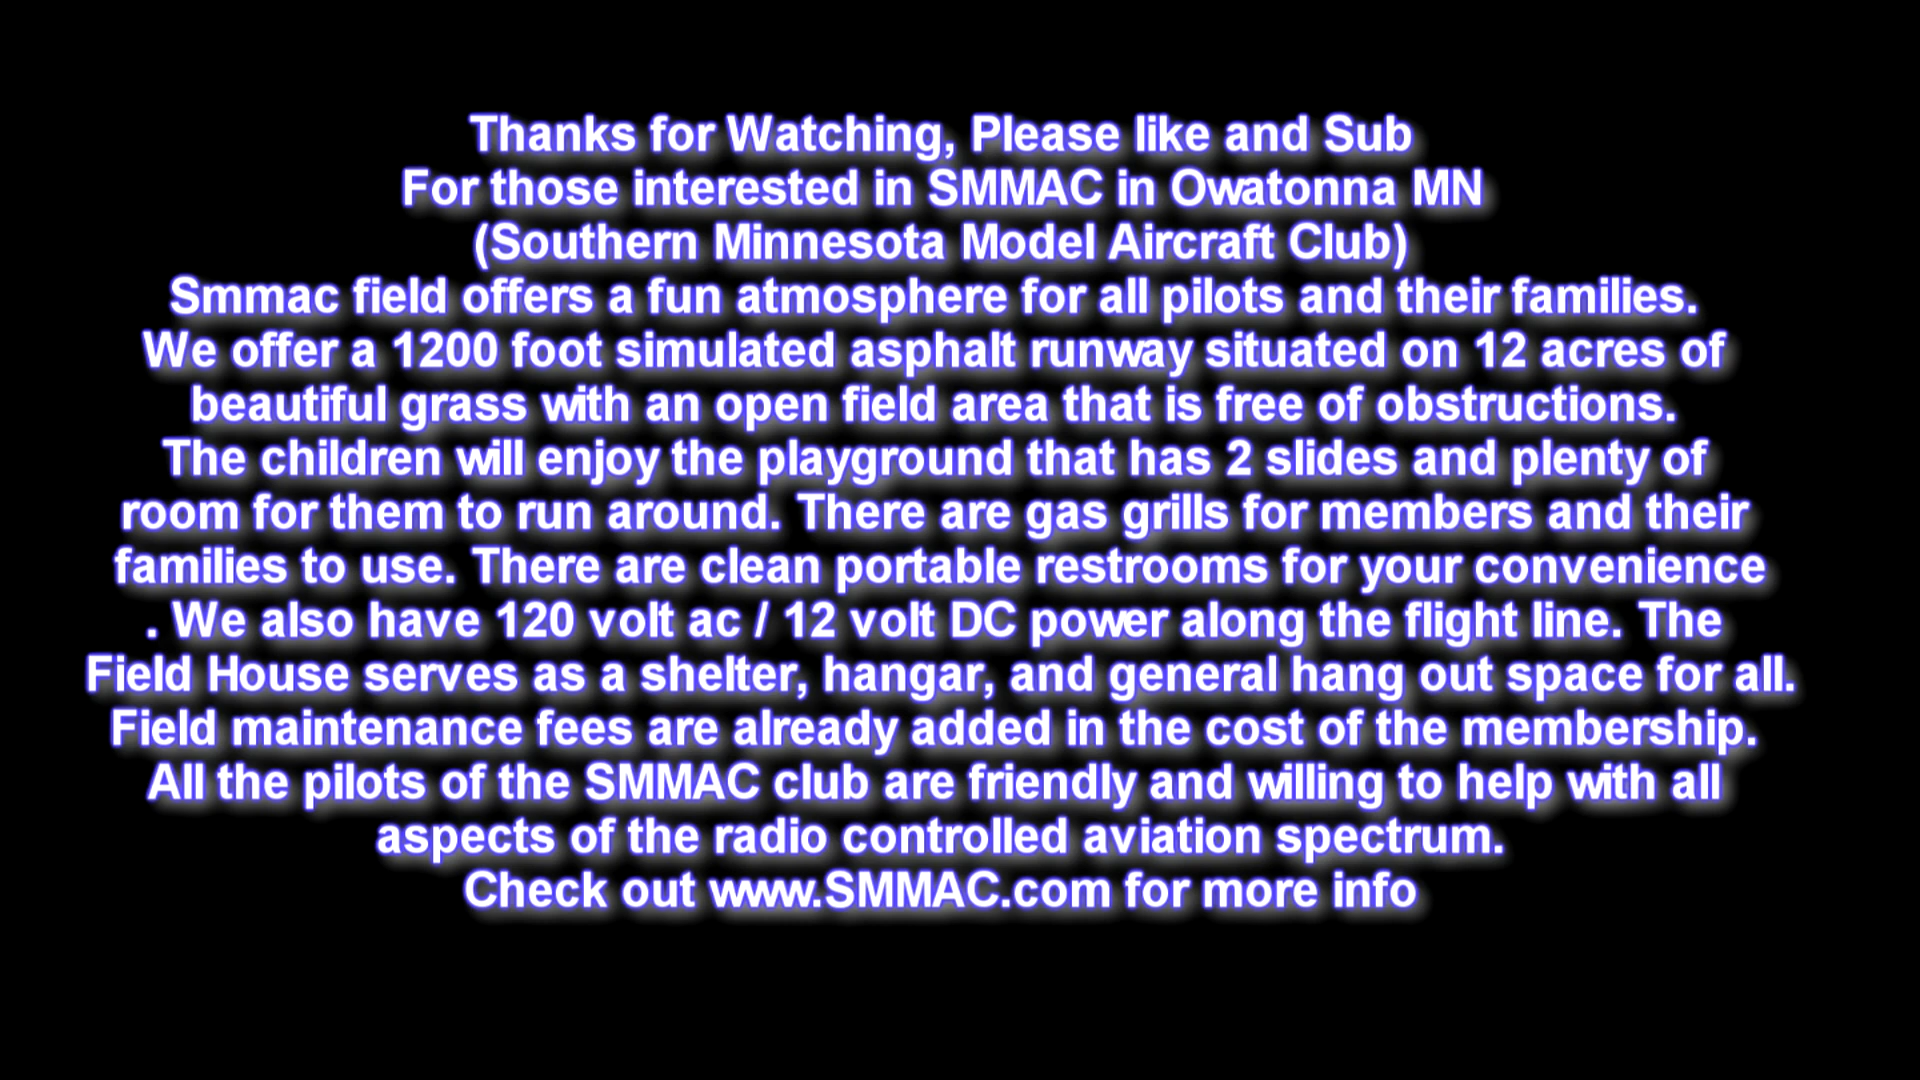 Thanks for Watching, Please like and Sub
For those interested in SMMAC in Owatonna MN
(Southern Minnesota Model Aircraft Club)
Smmac field offers a fun atmosphere for all pilots and their families.
We offer a 1200 foot simulated asphalt runway situated on 12 acres of
beautiful grass with an open field area that is free of obstructions.
The children will enjoy the playground that has 2 slides and plenty of
room for them to run around. There are gas grills for members and their
families to use. There are clean portable restrooms for your convenience
. We also have 120 volt ac / 12 volt DC power along the flight line. The
Field House serves as a shelter, hangar, and general hang out space for all.
Field maintenance fees are already added in the cost of the membership.
All the pilots of the SMMAC club are friendly and willing to help with all
aspects of the radio controlled aviation spectrum.
Check out www.SMMAC.com for more info